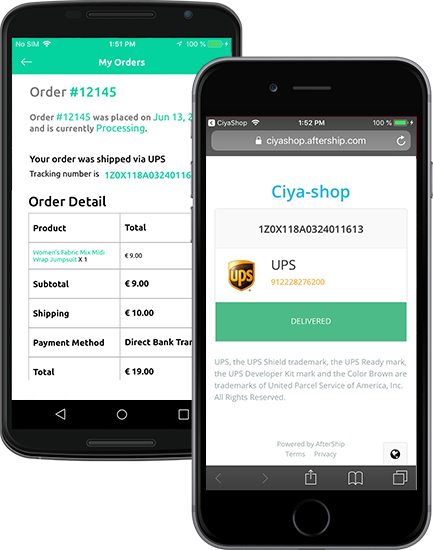 No SIM 1:51 PM 100 %
My Orders
Order #12145
Order #12145 was placed on Jun 13, 2
and is currently Processing.
Your order was shipped via UPS
Tracking number is 1Z0X118A03240116
Order Detail
Product Total
Women's Fabric Mix Midi € 9.00
Wrap Jumpsuit X 1
Subtotal € 9.00
Shipping € 10.00
Payment Method Direct Bank Tran
Total € 19.00
CiyaShop 1:52 PM 100 %
ciyashop.aftership.com
Ciya-shop
1Z0X118A0324011613
ups
UPS
912228276200
DELIVERED
UPS, the UPS Shield trademark, the UPS Ready mark,
the UPS Developer Kit mark and the Color Brown are
trademarks of United Parcel Service of America, Inc.
All Rights Reserved.
Powered by AfterShip
Terms Privacy